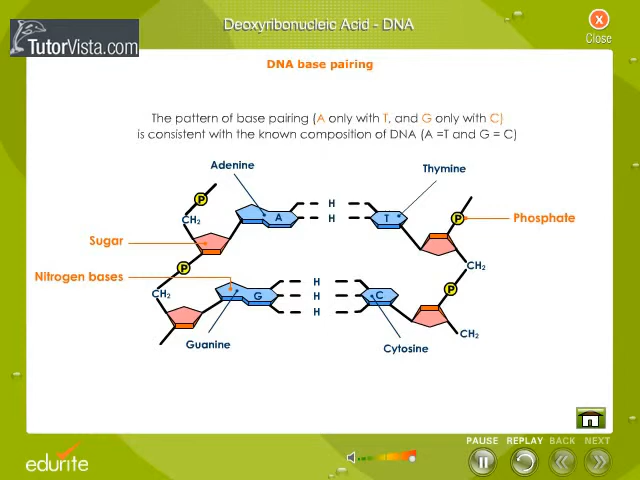 Deoxyribonucleic Acid - DNA
X
Close
TutorVista.com
DNA base pairing
The pattern of base pairing (A only with T, and G only with C)
is consistent with the known composition of DNA (A =T and G = C)
Adenine
Thymine
P
H
A
H
T
P
Phosphate
CH2
Sugar
P
CH2
Nitrogen bases
H
P
CH2
G
H
C
H
CH2
Guanine
Cytosine
PAUSE REPLAY BACK NEXT
edurite